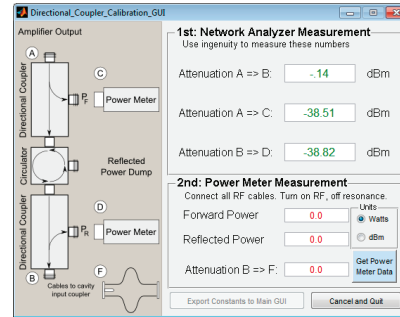 Directional_Coupler_Calibration_GUI
Amplifier Output
A
C
Directional Coupler
P F
Power Meter
Circulator
Reflected
Power Dump
D
Directional Coupler
P R
Power Meter
B
F
Cables to cavity
input coupler
1st: Network Analyzer Measurement
Use ingenuity to measure these numbers
Attenuation A => B: -.14 dBm
Attenuation A => C: -38.51 dBm
Attenuation B => D: -38.82 dBm
2nd: Power Meter Measurement
Connect all RF cables. Turn on RF, off resonance.
Forward Power 0.0
Units
Watts
dBm
Reflected Power 0.0
Attenuation B => F: 0.0
Get Power
Meter Data
Export Constants to Main GUI
Cancel and Quit